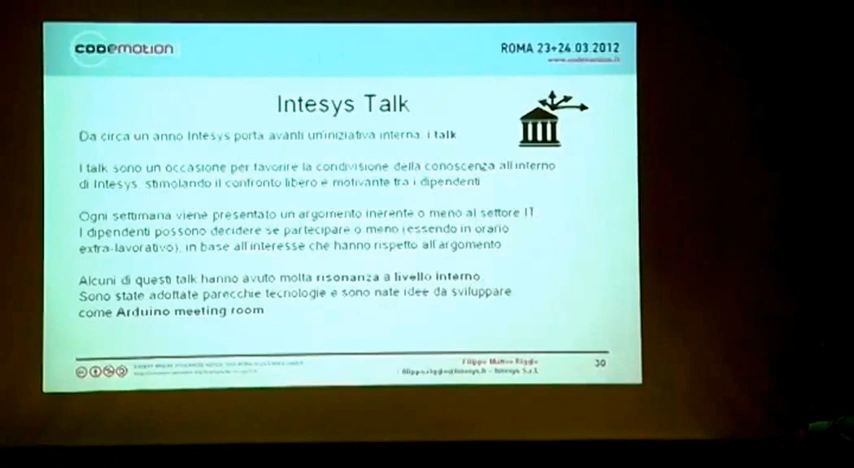 CODEMOTION
ROMA 23+24.03.2012
www.codemotion.it
Intesys Talk
Da circa un anno Intesys porta avanti un'iniziativa interna: i talk
I talk sono un occasione per favorire la condivisione della conoscenza all'interno
di Intesys, stimolando il confronto libero e motivante tra i dipendenti
Ogni settimana viene presentato un argomento inerente o meno al settore IT.
I dipendenti possono decidere se partecipare o meno (essendo in orario
extra-lavorativo), in base all'interesse che hanno rispetto all'argomento
Alcuni di questi talk hanno avuto molta risonanza a livello interno.
Sono state adottate parecchie tecnologie e sono nate idee da sviluppare
come Arduino meeting room
Intesys S.r.l.
30